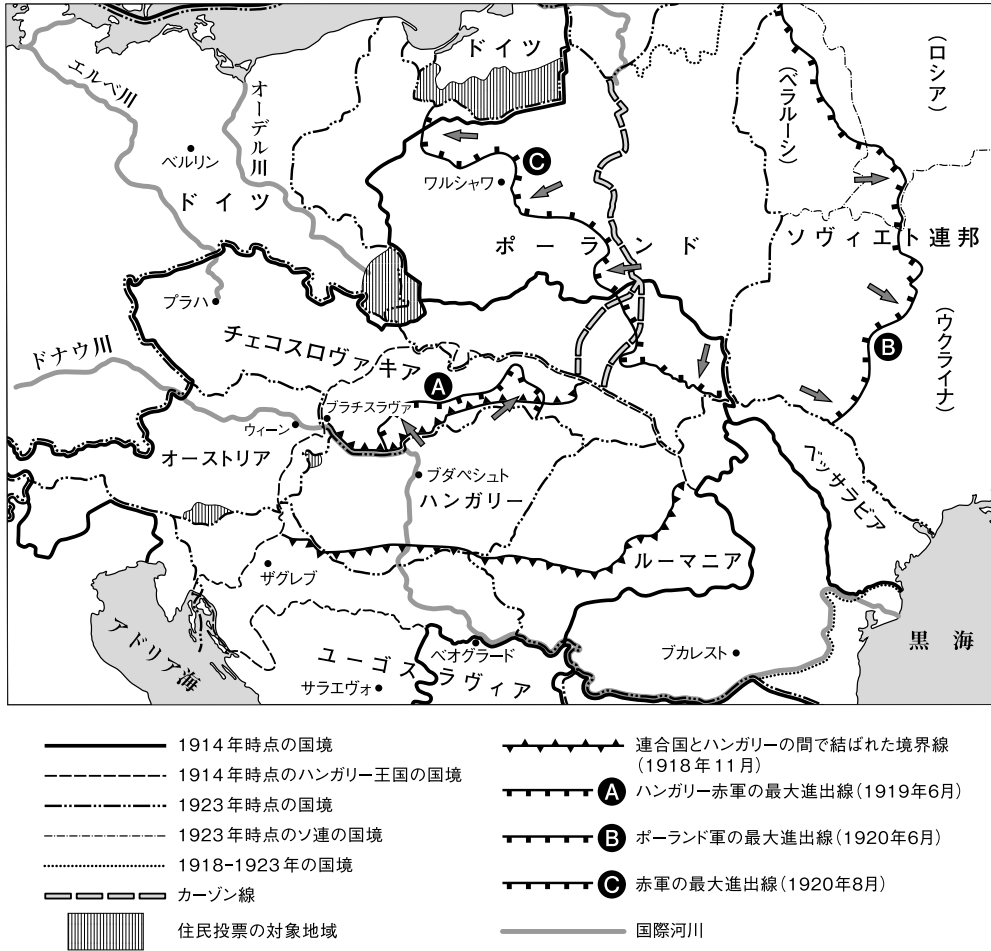 ドイツ
エルベ川
オーデル川
ベルリン
ドイツ
ワルシャワ
C
ポーランド
(ベラルーシ)
(ロシア)
ソヴィエト連邦
(ウクライナ)
B
プラハ
チェコスロヴァキア
ドナウ川
A
ブラチスラヴァ
ウィーン
オーストリア
ブダペシュト
ハンガリー
ベッサラビア
ルーマニア
ザグレブ
アドリア海
ベオグラード
ユーゴスラヴィア
サラエヴォ
ブカレスト
黒海
1914年時点の国境
1914年時点のハンガリー王国の国境
1923年時点の国境
1923年時点のソ連の国境
1918-1923年の国境
カーゾン線
住民投票の対象地域
連合国とハンガリーの間で結ばれた境界線
(1918年11月)
A ハンガリー赤軍の最大進出線(1919年6月)
B ポーランド軍の最大進出線(1920年6月)
C 赤軍の最大進出線(1920年8月)
国際河川